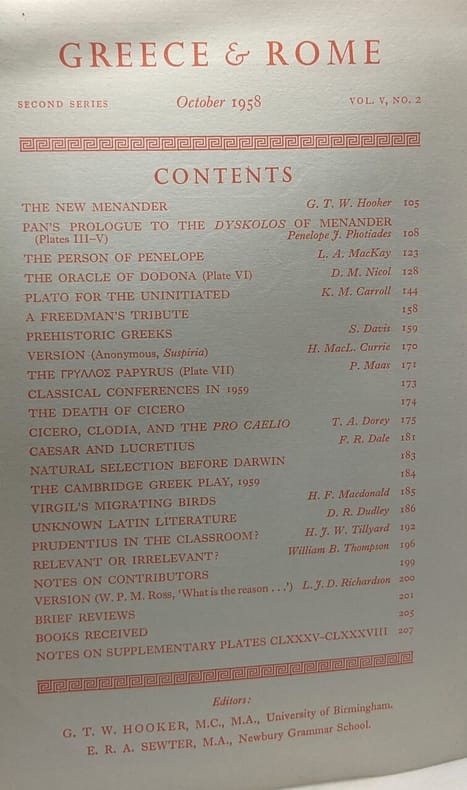 GREECE & ROME
SECOND SERIES October 1958 VOL. V, NO. 2
CONTENTS
THE NEW MENANDER G. T. W. Hooker 105
PAN'S PROLOGUE TO THE DYSKOLOS OF MENANDER
(Plates III–V) Penelope J. Photiades 108
THE PERSON OF PENELOPE L. A. MacKay 123
THE ORACLE OF DODONA (Plate VI) D. M. Nicol 128
PLATO FOR THE UNINITIATED K. M. Carroll 144
A FREEDMAN'S TRIBUTE 158
PREHISTORIC GREEKS S. Davis 159
VERSION (Anonymous, Suspiria) H. MacL. Currie 170
THE ΓΡΥΛΛΟΣ PAPYRUS (Plate VII) P. Maas 171
CLASSICAL CONFERENCES IN 1959 173
THE DEATH OF CICERO 174
CICERO, CLODIA, AND THE PRO CAELIO T. A. Dorey 175
CAESAR AND LUCRETIUS F. R. Dale 181
NATURAL SELECTION BEFORE DARWIN 183
THE CAMBRIDGE GREEK PLAY, 1959 184
VIRGIL'S MIGRATING BIRDS H. F. Macdonald 185
UNKNOWN LATIN LITERATURE D. R. Dudley 186
PRUDENTIUS IN THE CLASSROOM? H. J. W. Tillyard 192
RELEVANT OR IRRELEVANT? William B. Thompson 196
NOTES ON CONTRIBUTORS 199
VERSION (W. P. M. Ross, 'What is the reason . . .') L. J. D. Richardson 200
BRIEF REVIEWS 201
BOOKS RECEIVED 205
NOTES ON SUPPLEMENTARY PLATES CLXXXV–CLXXXVIII 207
Editors:
G. T. W. HOOKER, M.C., M.A., University of Birmingham.
E. R. A. SEWTER, M.A., Newbury Grammar School.